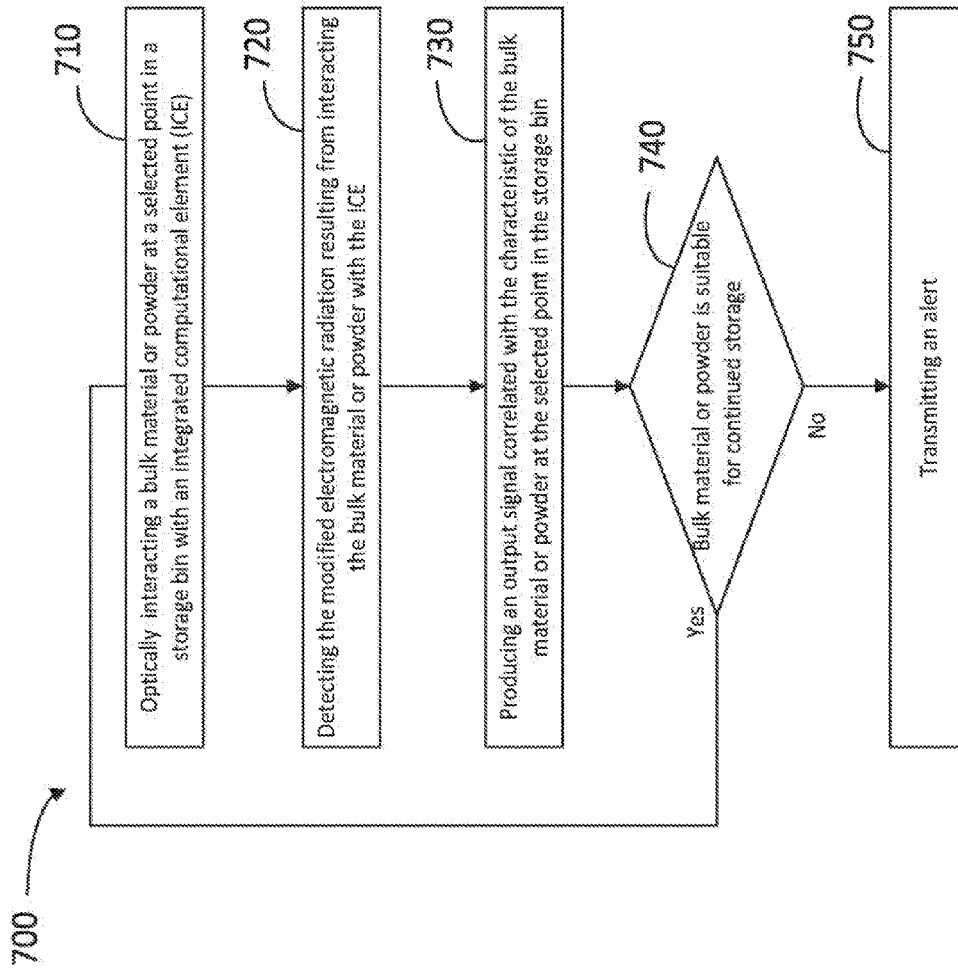 700
710
Optically interacting a bulk material or powder at a selected point in a
storage bin with an integrated computational element (ICE)
720
Detecting the modified electromagnetic radiation resulting from interacting
the bulk material or powder with the ICE
730
Producing an output signal correlated with the characteristic of the bulk
material or powder at the selected point in the storage bin
740
Bulk material or powder is suitable
for continued storage
Yes
No
750
Transmitting an alert